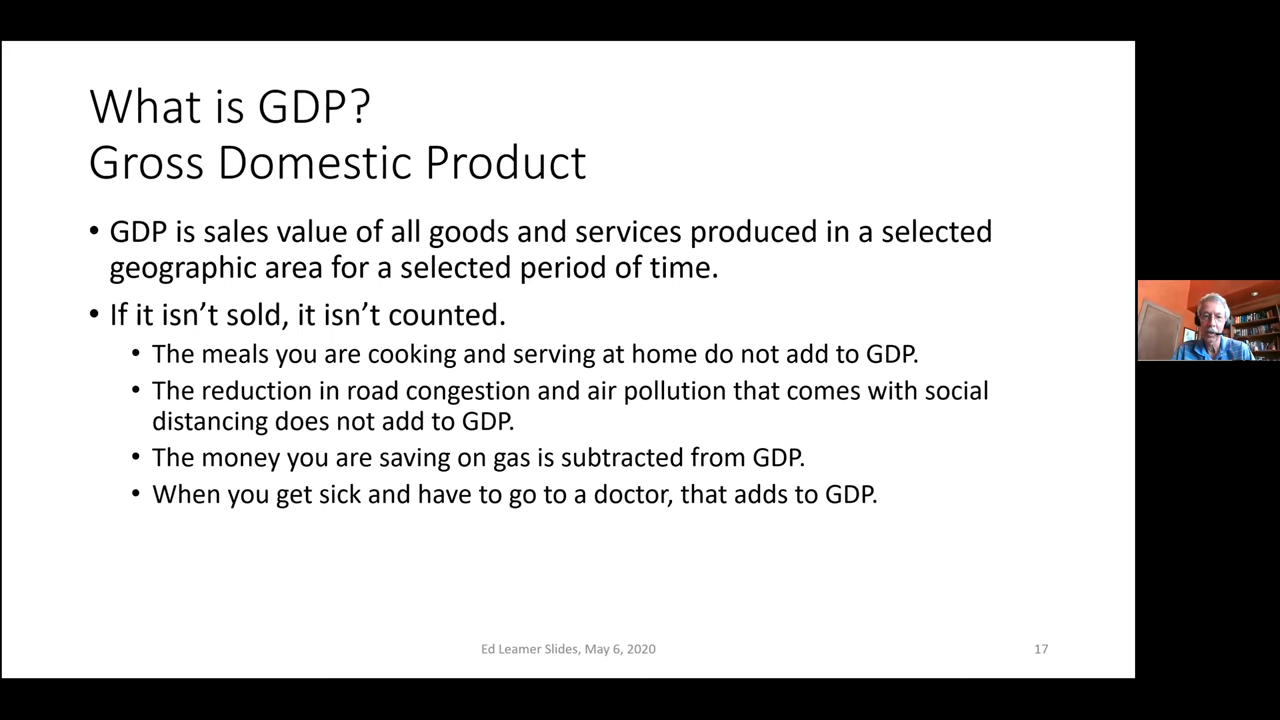 What is GDP?
Gross Domestic Product
• GDP is sales value of all goods and services produced in a selected
geographic area for a selected period of time.
• If it isn’t sold, it isn’t counted.
• The meals you are cooking and serving at home do not add to GDP.
• The reduction in road congestion and air pollution that comes with social
distancing does not add to GDP.
• The money you are saving on gas is subtracted from GDP.
• When you get sick and have to go to a doctor, that adds to GDP.
Ed Leamer Slides, May 6, 2020
17